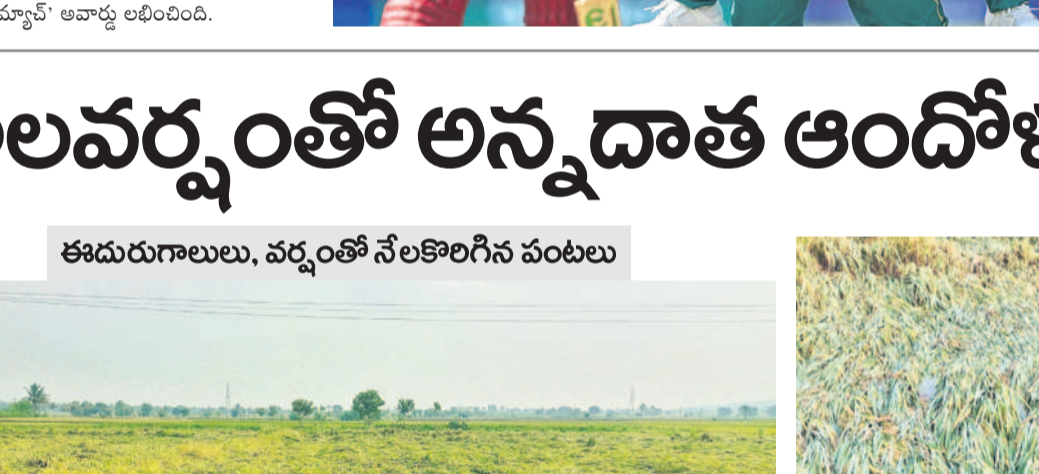 మ్యాచ్' అవార్డు లభించింది.
లవర్షంతో అన్నదాత ఆందోళ
ఈదురుగాలులు, వర్షంతో నేలకొరిగిన పంటలు